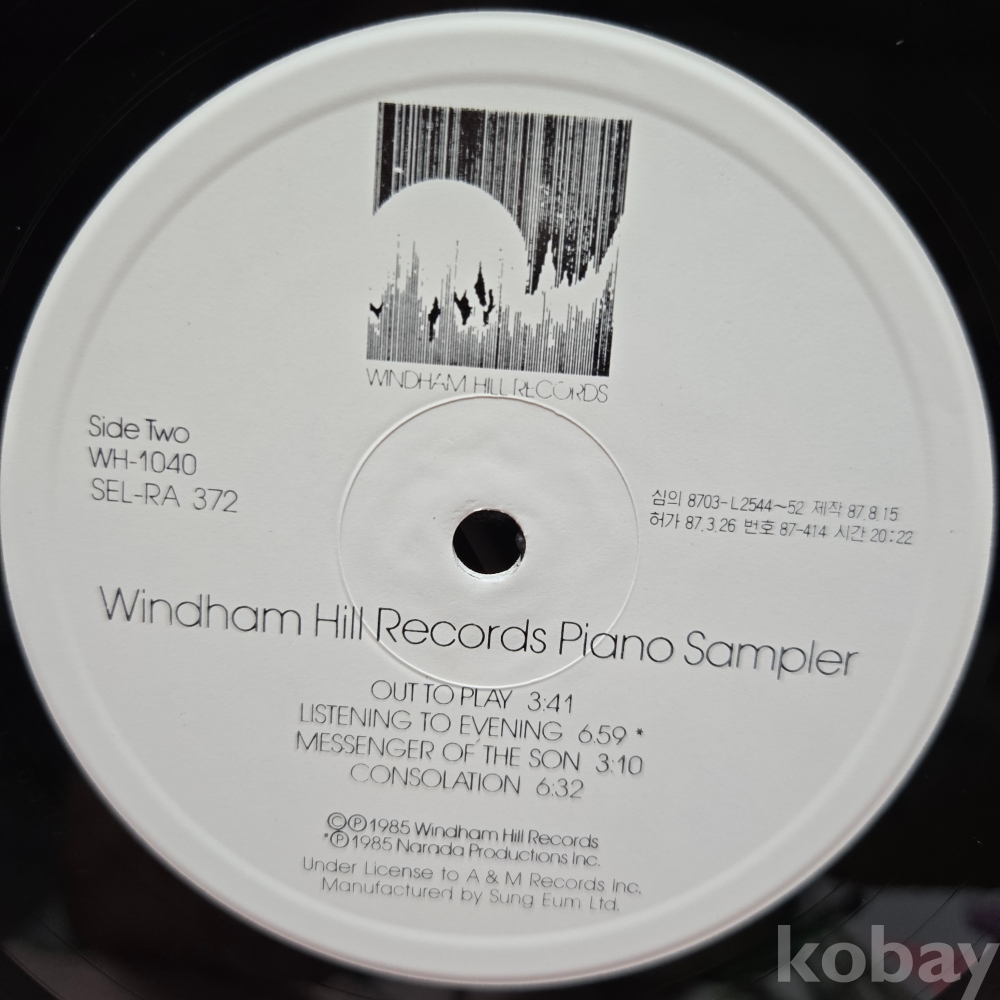 WINDHAM HILL RECORDS
Side Two
WH-1040
SEL-RA 372
심의 8703-L2544~52 제작 87.8.15
허가 87.3.26 번호 87-414 시간 20:22
Windham Hill Records Piano Sampler
OUT TO PLAY 3:41
LISTENING TO EVENING 6:59 *
MESSENGER OF THE SON 3:10
CONSOLATION 6:32
©℗1985 Windham Hill Records
*℗1985 Narada Productions Inc.
Under License to A & M Records Inc.
Manufactured by Sung Eum Ltd.
kobay